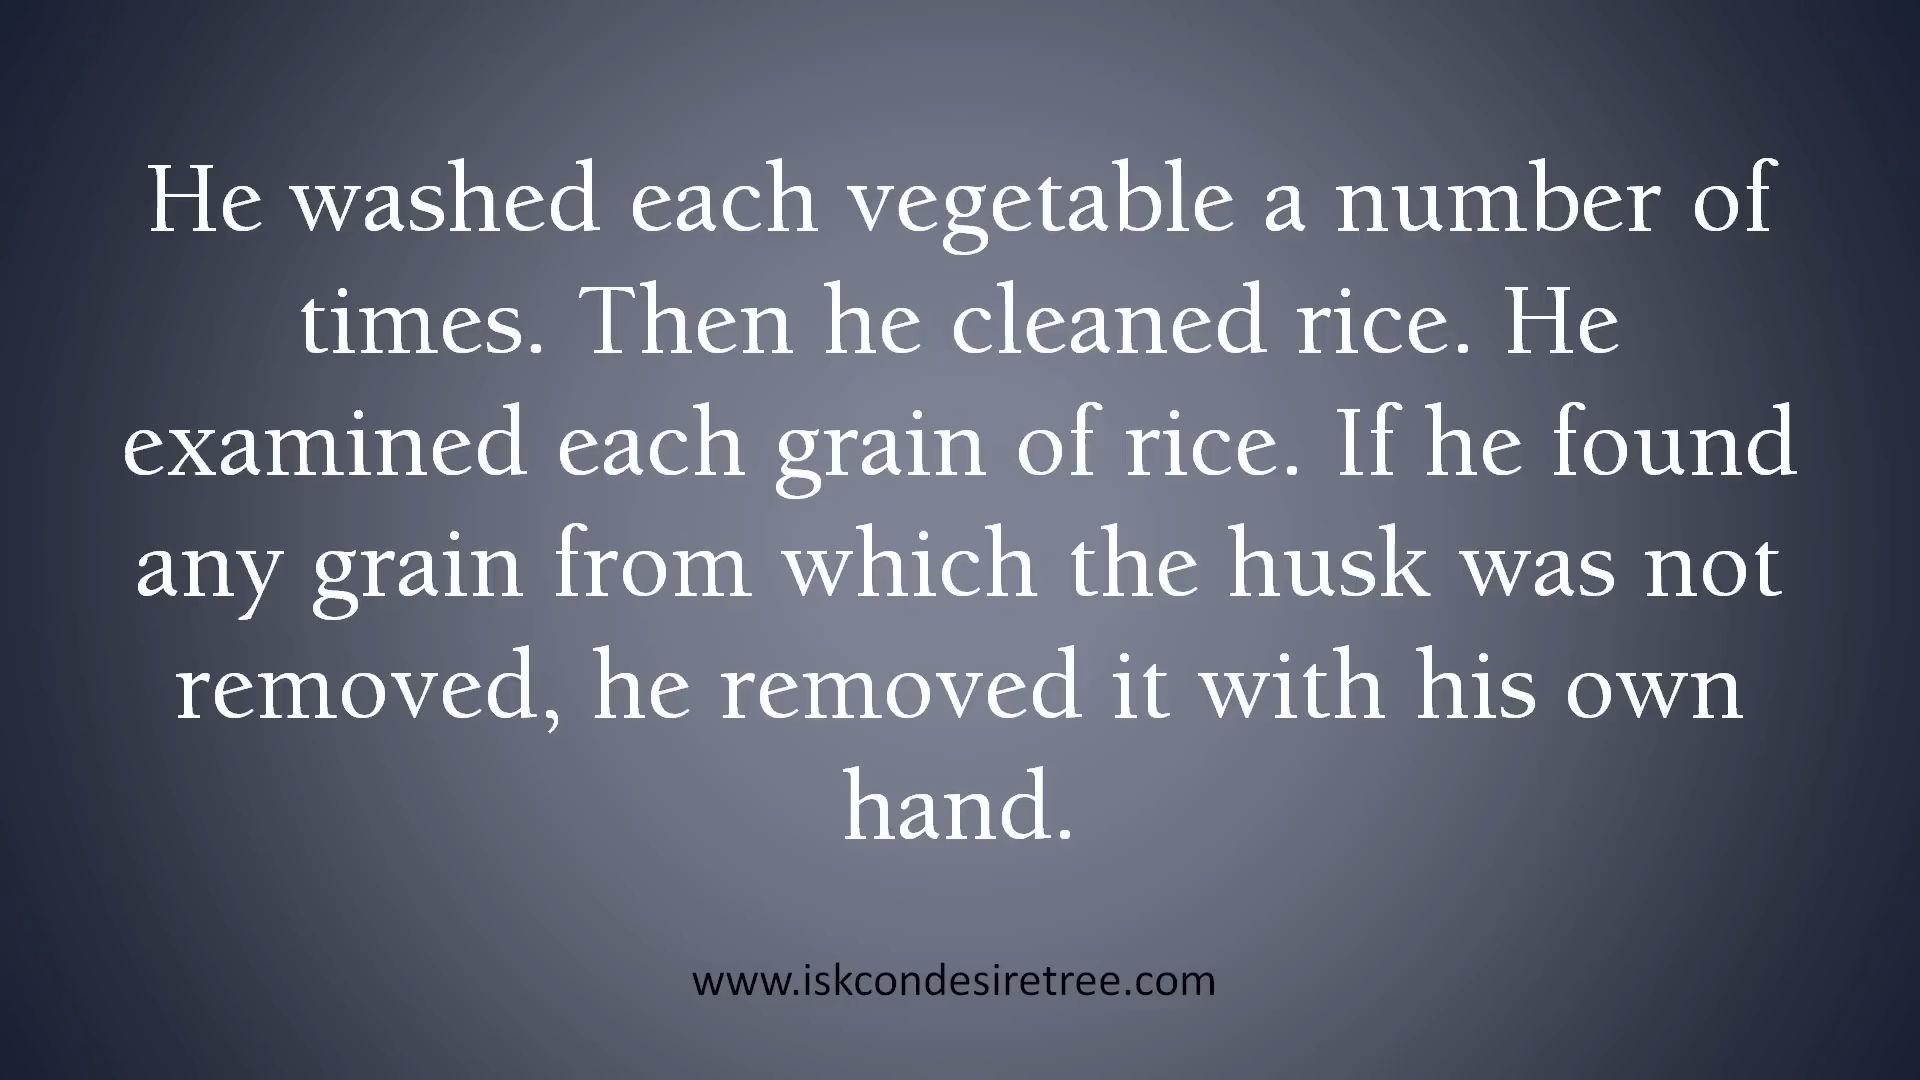 He washed each vegetable a number of
times. Then he cleaned rice. He
examined each grain of rice. If he found
any grain from which the husk was not
removed, he removed it with his own
hand.
www.iskcondesiretree.com